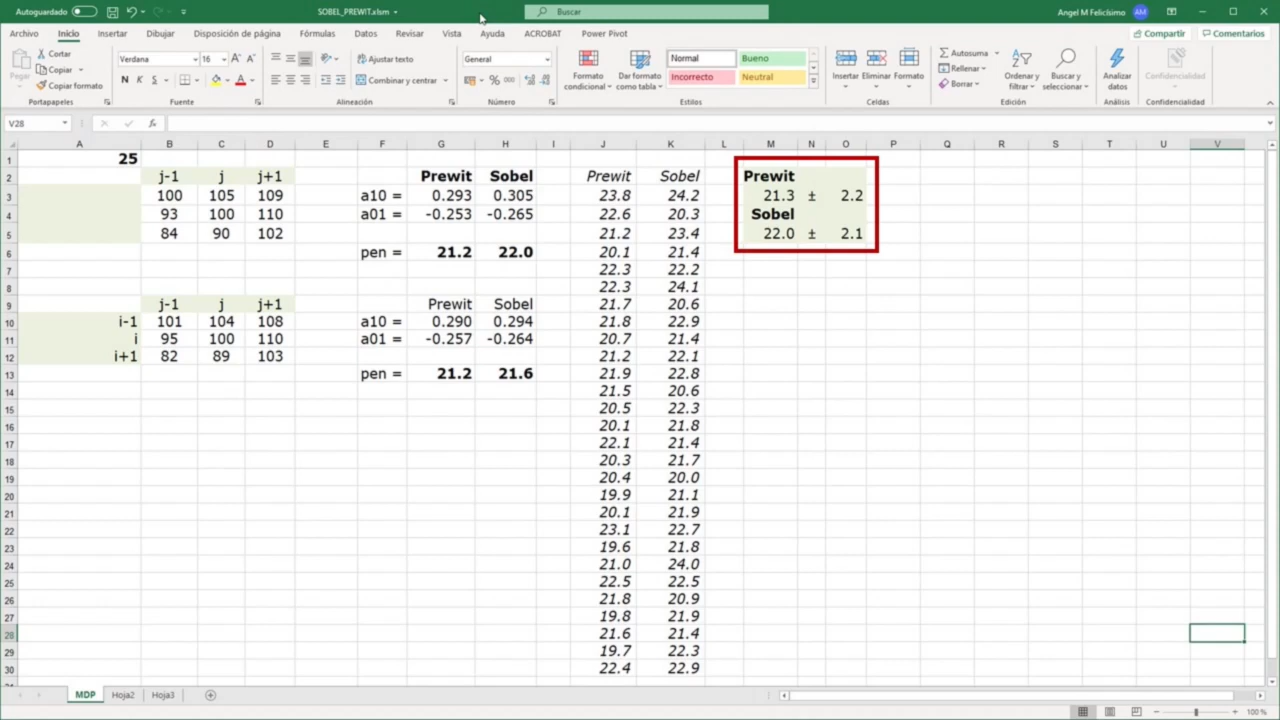 Autoguardado SOBEL_PREWIT.xlsm Buscar Angel M Felicísimo AM
Archivo Inicio Insertar Dibujar Disposición de página Fórmulas Datos Revisar Vista Ayuda ACROBAT Power Pivot Compartir Comentarios
Pegar Cortar Copiar Copiar formato Verdana 16 N K S Ajustar texto Combinar y centrar General Formato condicional Dar formato como tabla Normal Bueno Incorrecto Neutral Insertar Eliminar Formato Autosuma Rellenar Borrar Ordenar y filtrar Buscar y seleccionar Analizar datos Confidencialidad
Portapapeles Fuente Alineación Número Estilos Celdas Edición Análisis Confidencialidad
V28 fx
A B C D E F G H I J K L M N O P Q R S T U V
1 25
2 j-1 j j+1 Prewit Sobel Prewit Sobel Prewit
3 100 105 109 a10 = 0.293 0.305 23.8 24.2 21.3 ± 2.2
4 93 100 110 a01 = -0.253 -0.265 22.6 20.3 Sobel
5 84 90 102 21.2 23.4 22.0 ± 2.1
6 pen = 21.2 22.0 20.1 21.4
7 22.3 22.2
8 22.3 24.1
9 j-1 j j+1 Prewit Sobel 21.7 20.6
10 i-1 101 104 108 a10 = 0.290 0.294 21.8 22.9
11 i 95 100 110 a01 = -0.257 -0.264 20.7 21.4
12 i+1 82 89 103 21.2 22.1
13 pen = 21.2 21.6 21.9 22.8
14 21.5 20.6
15 20.5 22.3
16 20.1 21.8
17 22.1 21.4
18 20.3 21.7
19 20.4 20.0
20 19.9 21.1
21 20.1 21.9
22 23.1 22.7
23 19.6 21.8
24 21.0 24.0
25 22.5 22.5
26 21.8 20.9
27 19.8 21.9
28 21.6 21.4
29 19.7 22.3
30 22.4 22.9
MDP Hoja2 Hoja3
100 %